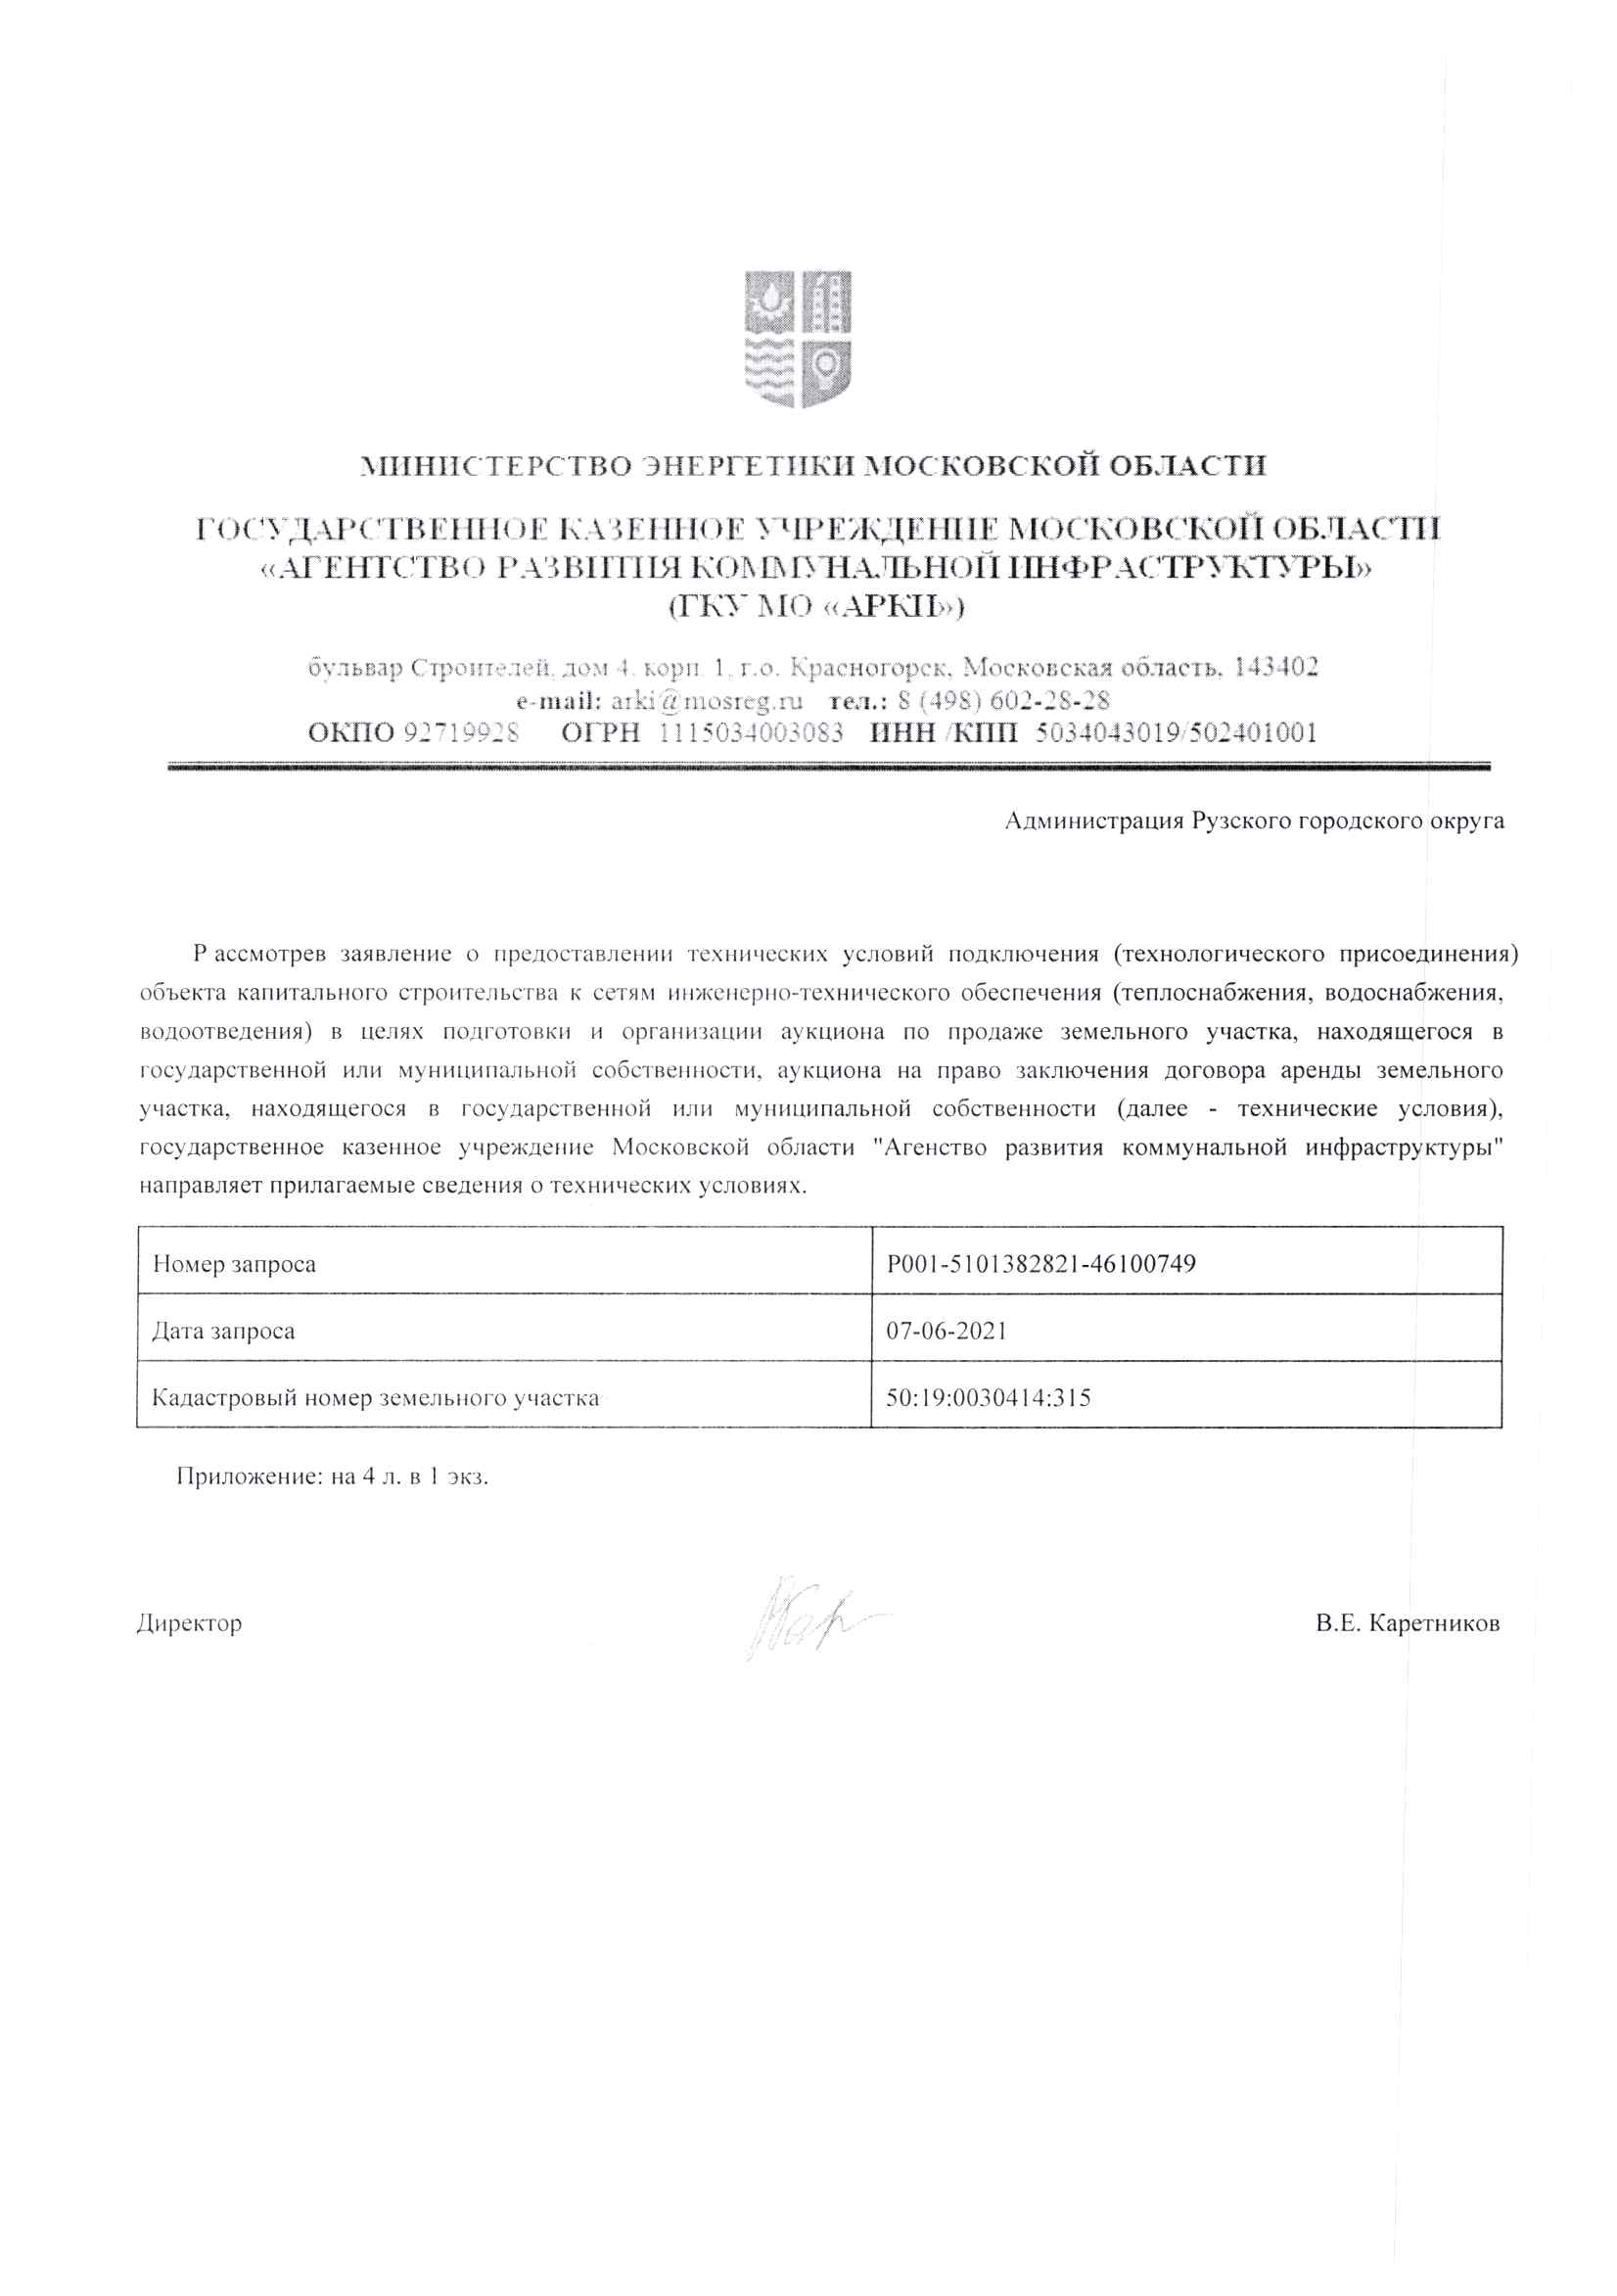 МИНИСТЕРСТВО ЭНЕРГЕТИКИ МОСКОВСКОЙ ОБЛАСТИ
ГОСУДАРСТВЕННОЕ КАЗЕННОЕ УЧРЕЖДЕНИЕ МОСКОВСКОЙ ОБЛАСТИ
«АГЕНТСТВО РАЗВИТИЯ КОММУНАЛЬНОЙ ИНФРАСТРУКТУРЫ»
(ГКУ МО «АРКИ»)
бульвар Строителей, дом 4, корп. 1, г.о. Красногорск, Московская область, 143402
e-mail: arki@mosreg.ru тел.: 8 (498) 602-28-28
ОКПО 92719928 ОГРН 1115034003083 ИНН /КПП 5034043019/502401001
Администрация Рузского городского округа
Р ассмотрев заявление о предоставлении технических условий подключения (технологического присоединения)
объекта капитального строительства к сетям инженерно-технического обеспечения (теплоснабжения, водоснабжения,
водоотведения) в целях подготовки и организации аукциона по продаже земельного участка, находящегося в
государственной или муниципальной собственности, аукциона на право заключения договора аренды земельного
участка, находящегося в государственной или муниципальной собственности (далее - технические условия),
государственное казенное учреждение Московской области "Агенство развития коммунальной инфраструктуры"
направляет прилагаемые сведения о технических условиях.
Номер запроса P001-5101382821-46100749
Дата запроса 07-06-2021
Кадастровый номер земельного участка 50:19:0030414:315
Приложение: на 4 л. в 1 экз.
Директор В.Е. Каретников